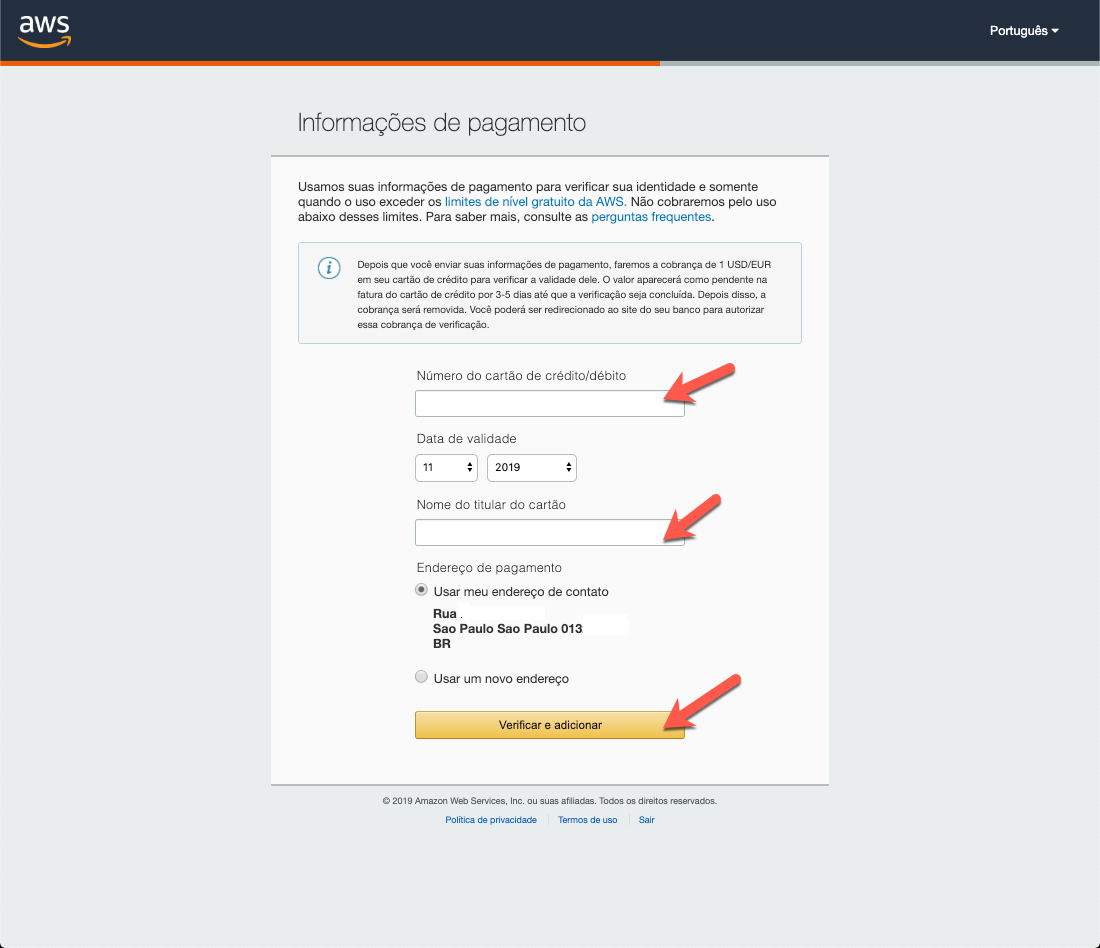 aws
Português
Informações de pagamento
Usamos suas informações de pagamento para verificar sua identidade e somente
quando o uso exceder os limites de nível gratuito da AWS. Não cobraremos pelo uso
abaixo desses limites. Para saber mais, consulte as perguntas frequentes.
i
Depois que você enviar suas informações de pagamento, faremos a cobrança de 1 USD/EUR
em seu cartão de crédito para verificar a validade dele. O valor aparecerá como pendente na
fatura do cartão de crédito por 3-5 dias até que a verificação seja concluída. Depois disso, a
cobrança será removida. Você poderá ser redirecionado ao site do seu banco para autorizar
essa cobrança de verificação.
Número do cartão de crédito/débito
Data de validade
11 2019
Nome do titular do cartão
Endereço de pagamento
Usar meu endereço de contato
Rua
Sao Paulo Sao Paulo 013
BR
Usar um novo endereço
Verificar e adicionar
© 2019 Amazon Web Services, Inc. ou suas afiliadas. Todos os direitos reservados.
Política de privacidade Termos de uso Sair